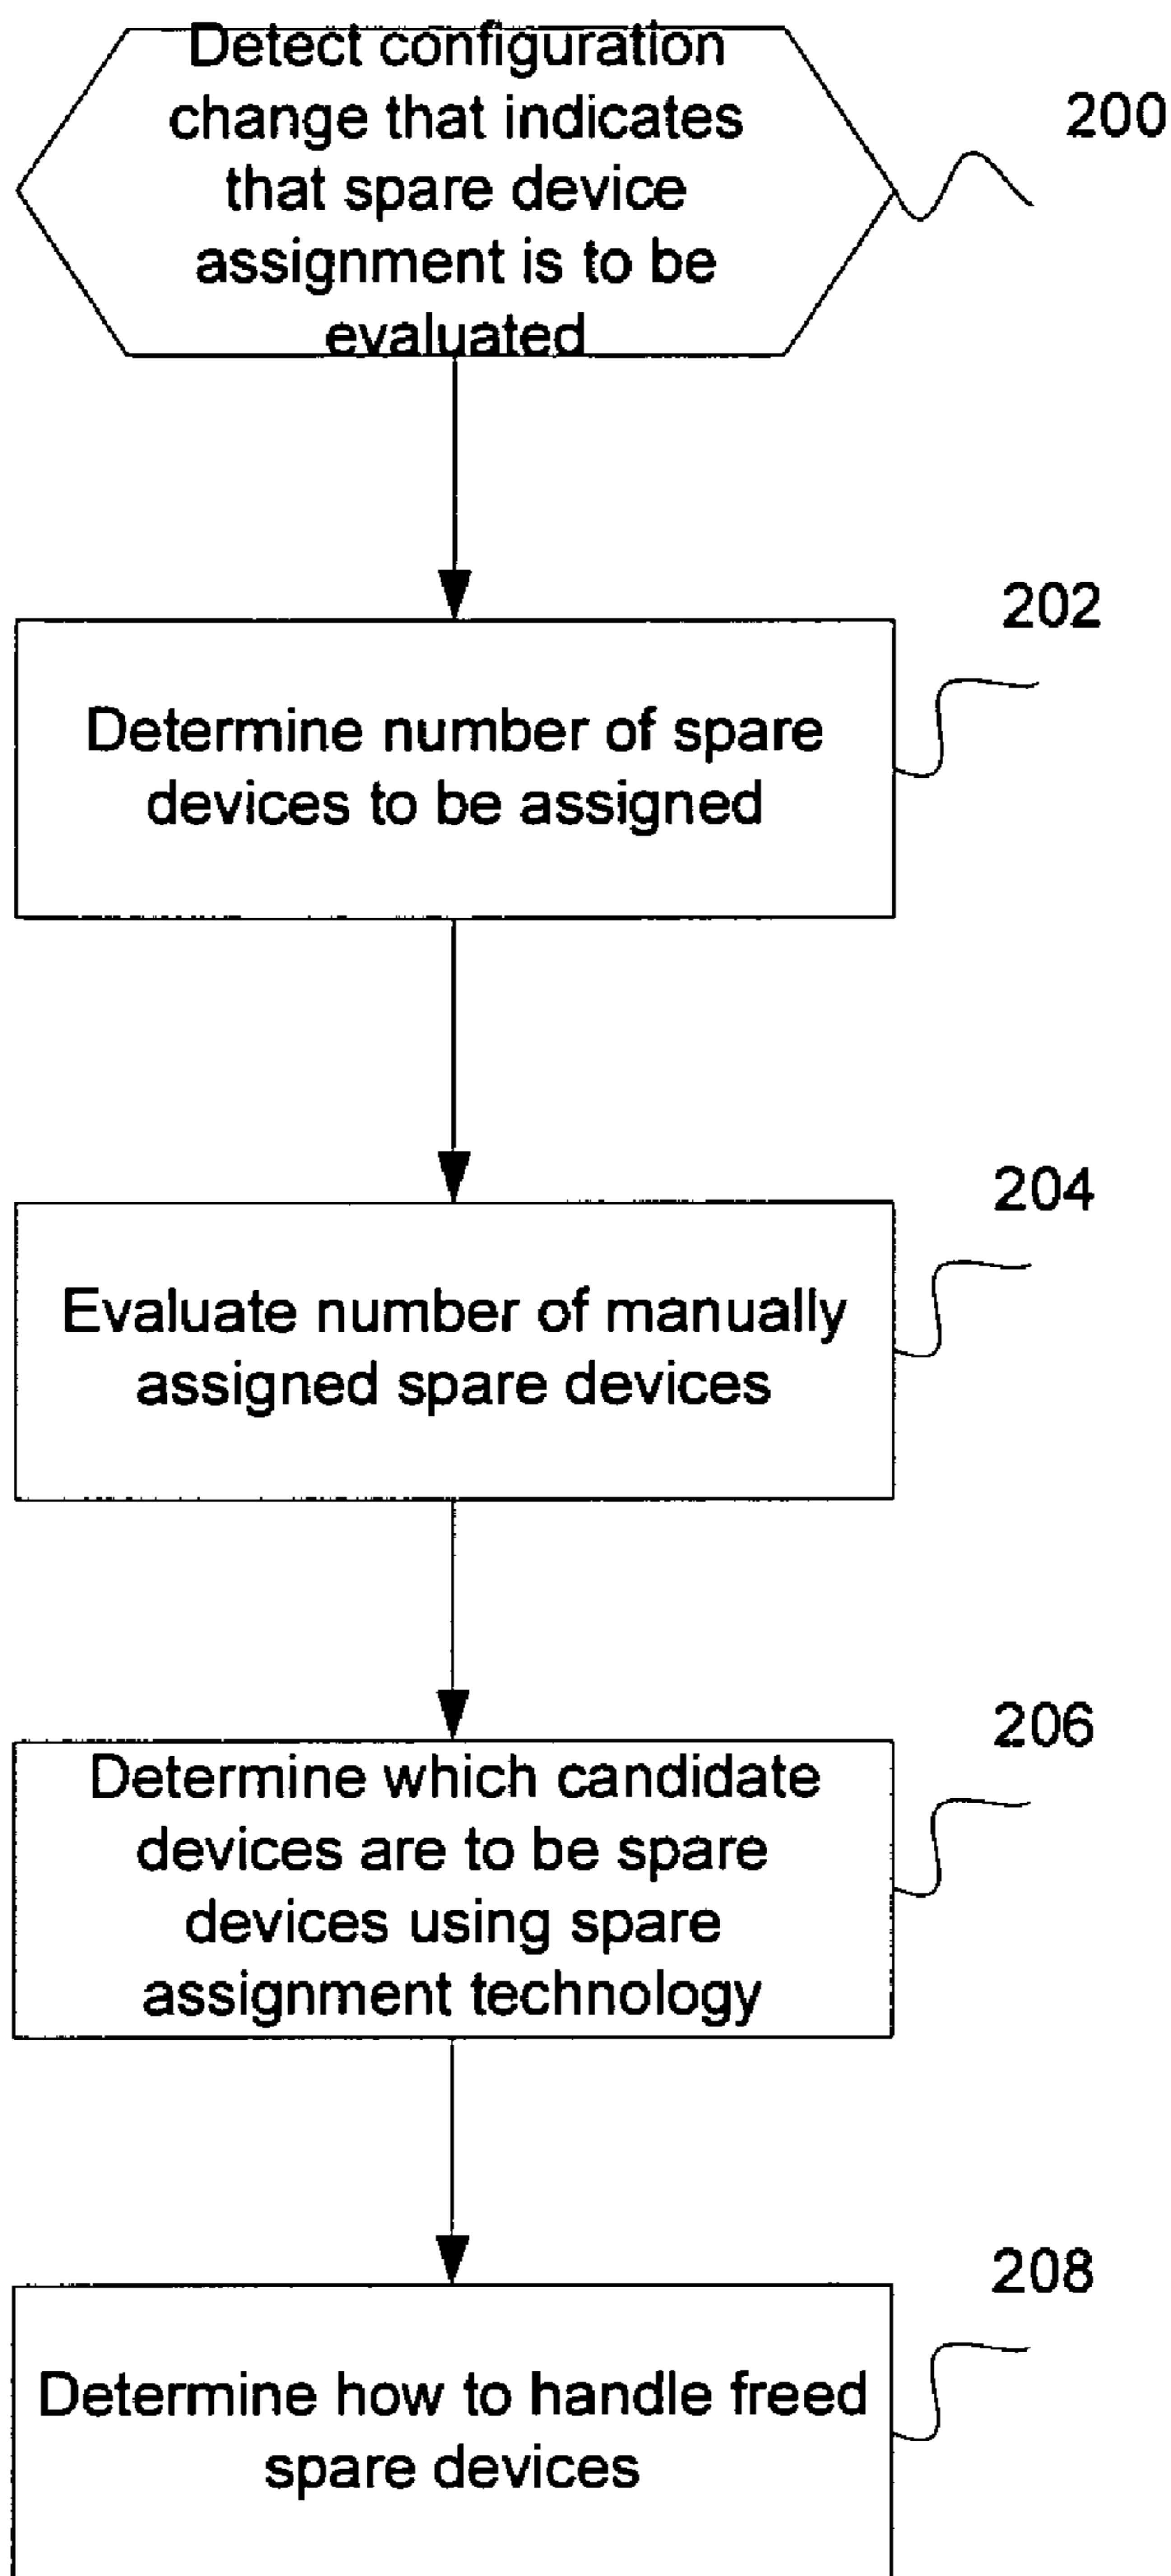 Detect configuration
change that indicates
that spare device
assignment is to be
evaluated
200
202
Determine number of spare
devices to be assigned
204
Evaluate number of manually
assigned spare devices
206
Determine which candidate
devices are to be spare
devices using spare
assignment technology
208
Determine how to handle freed
spare devices